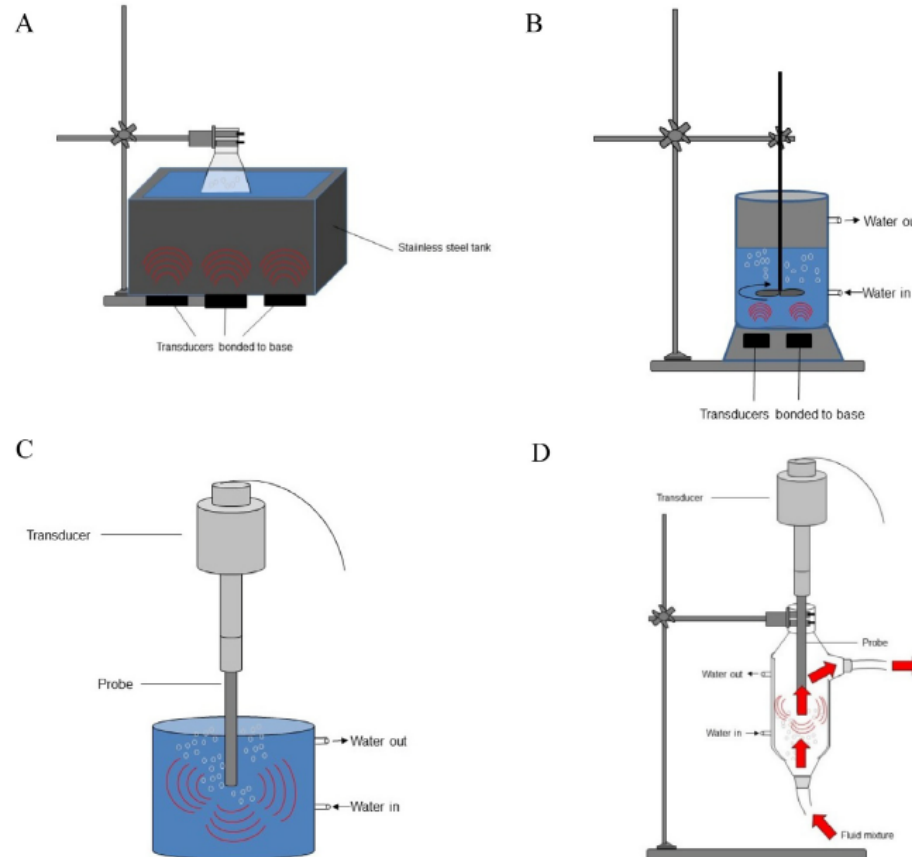 A
Stainless steel tank
Transducers bonded to base
B
Water ou
Water in
Transducers bonded to base
C
Transducer
Probe
Water out
Water in
D
Transducer
Probe
Water out
Water in
Fluid mixture